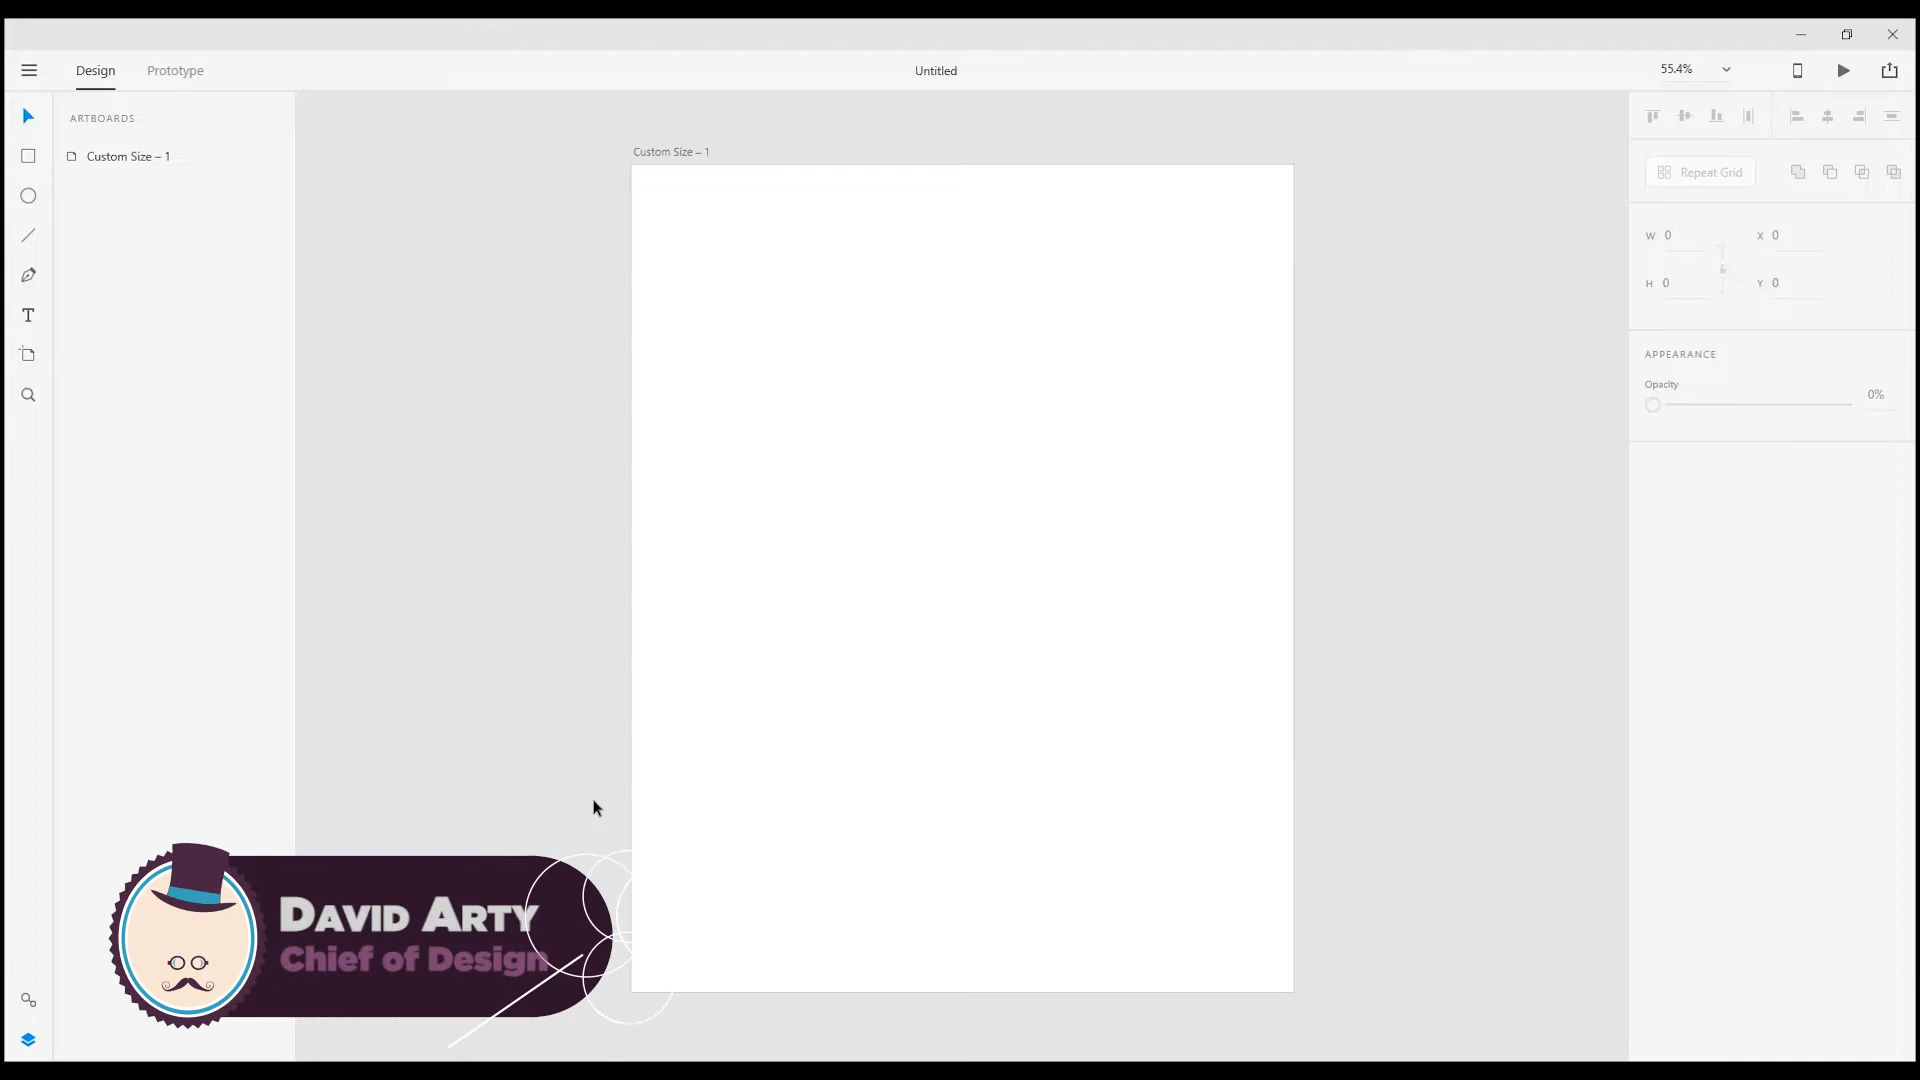 Design
Prototype
Untitled
55.4%
ARTBOARDS
Custom Size – 1
Custom Size – 1
Repeat Grid
W 0
X 0
H 0
Y 0
APPEARANCE
Opacity
0%
DAVID ARTY
Chief of Design